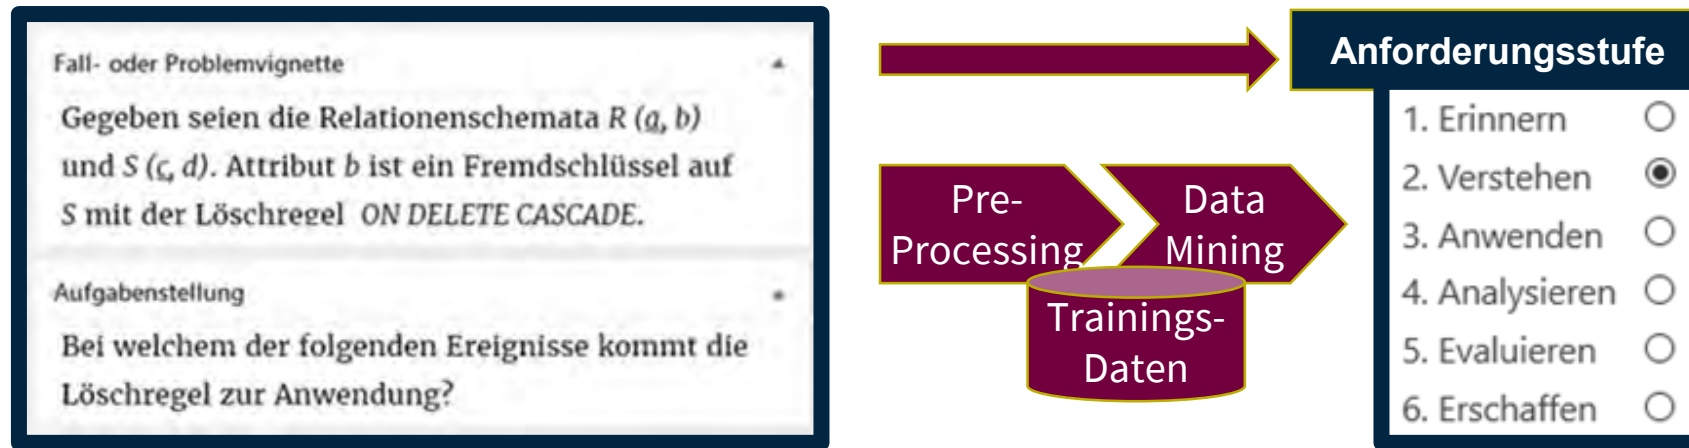 Fall- oder Problemvignette
Gegeben seien die Relationenschemata R (a, b)
und S (c, d). Attribut b ist ein Fremdschlüssel auf
S mit der Löschregel ON DELETE CASCADE.
Aufgabenstellung
Bei welchem der folgenden Ereignisse kommt die
Löschregel zur Anwendung?
Pre-
Processing
Data
Mining
Trainings-
Daten
Anforderungsstufe
1. Erinnern
2. Verstehen
3. Anwenden
4. Analysieren
5. Evaluieren
6. Erschaffen